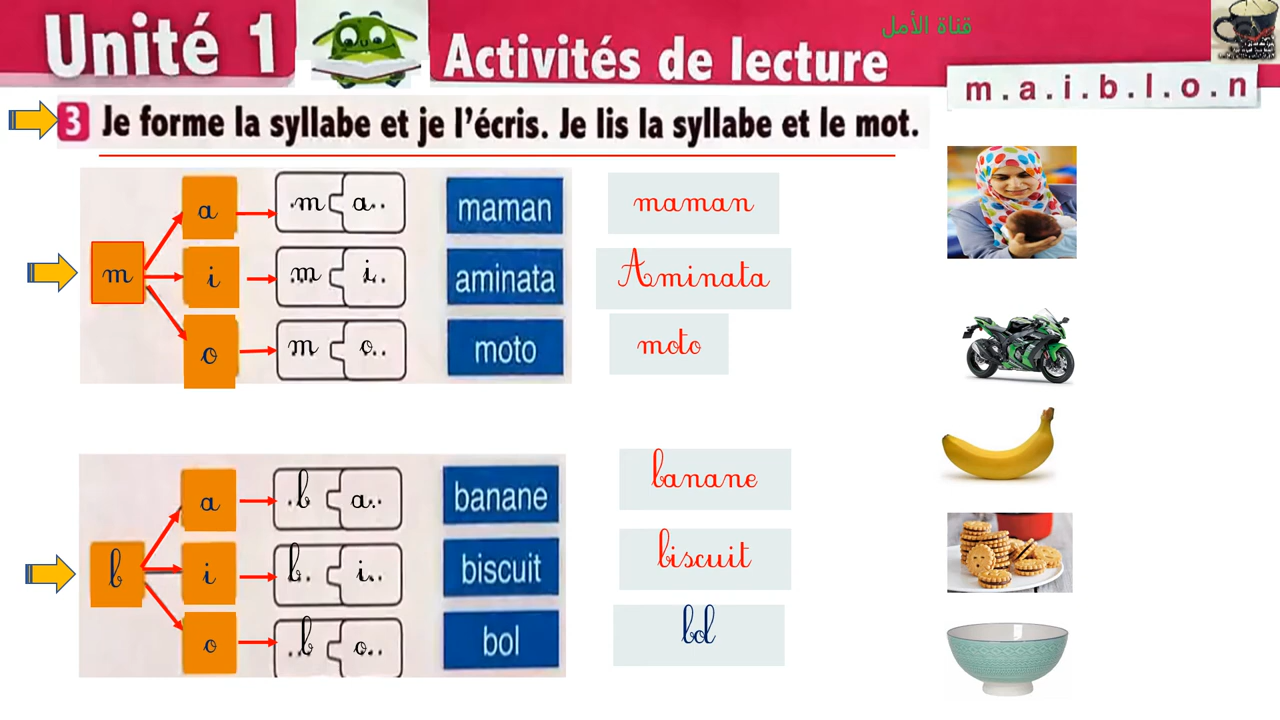 Unité 1
Activités de lecture
قناة الأمل
m.a.i.b.l.o.n
3 Je forme la syllabe et je l'écris. Je lis la syllabe et le mot.
m
a
.m a..
maman
maman
i
m i..
aminata
Aminata
o
m o..
moto
moto
b
a
.b a..
banane
banane
i
b. i..
biscuit
biscuit
o
..b o..
bol
bol